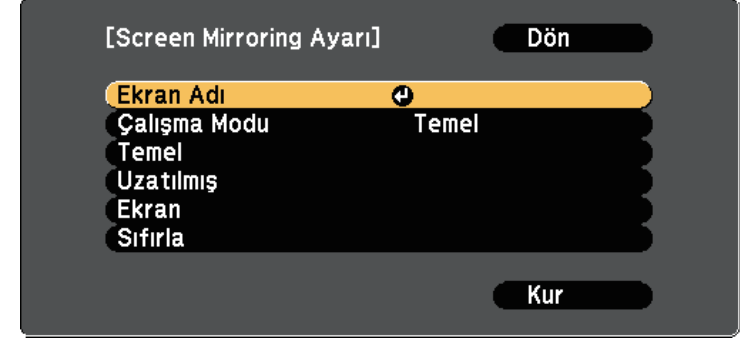 [Screen Mirroring Ayarı] Dön
Ekran Adı
Çalışma Modu Temel
Temel
Uzatılmış
Ekran
Sıfırla
Kur